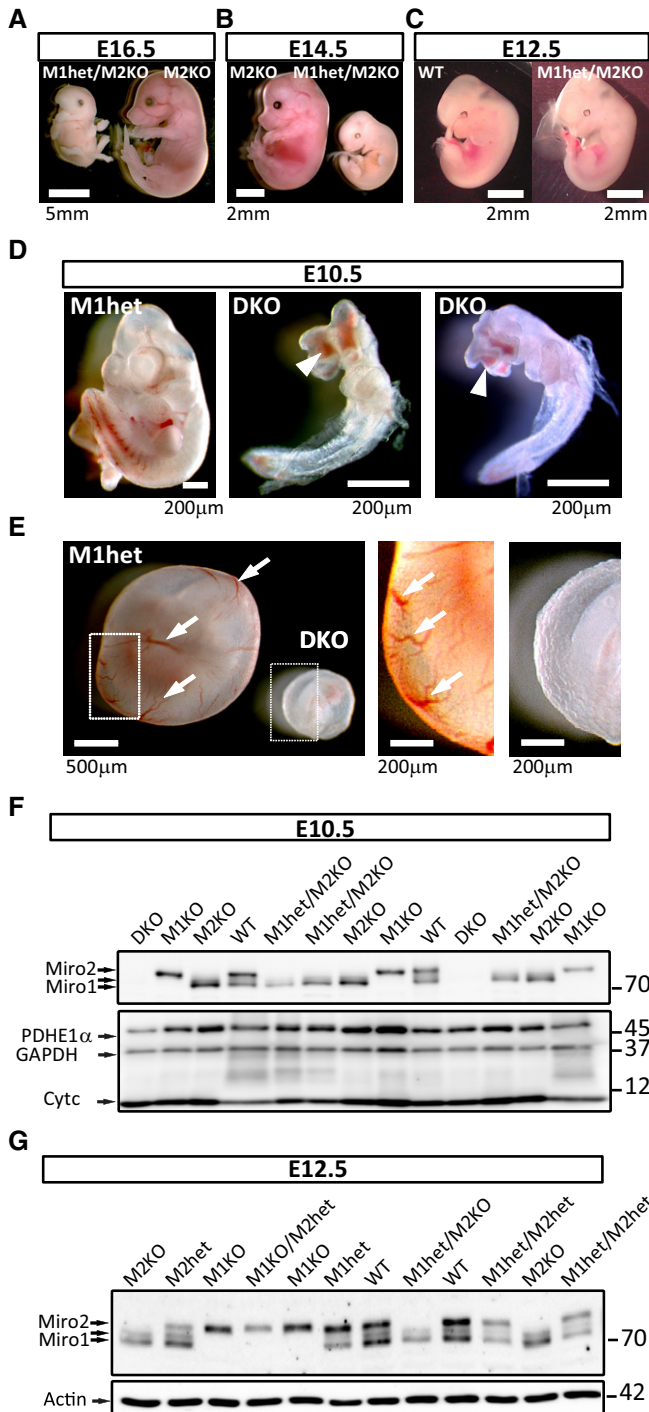 A
B
C
E16.5
E14.5
E12.5
M1het/M2KO M2KO
M2KO M1het/M2KO
WT M1het/M2KO
5mm
2mm
2mm 2mm
D
E10.5
M1het
DKO
DKO
200μm
200μm
200μm
E
M1het
DKO
500μm
200μm
200μm
F
E10.5
DKO M1KO M2KO WT M1het/M2KO M1het/M2KO M2KO M1KO WT DKO M1het/M2KO M2KO M1KO
Miro2
Miro1
70
PDHE1α
45
GAPDH
37
12
Cytc
G
E12.5
M2KO M2het M1KO M1KO/M2het M1KO M1het WT M1het/M2KO WT M1het/M2het M2KO M1het/M2het
Miro2
Miro1
70
Actin
42